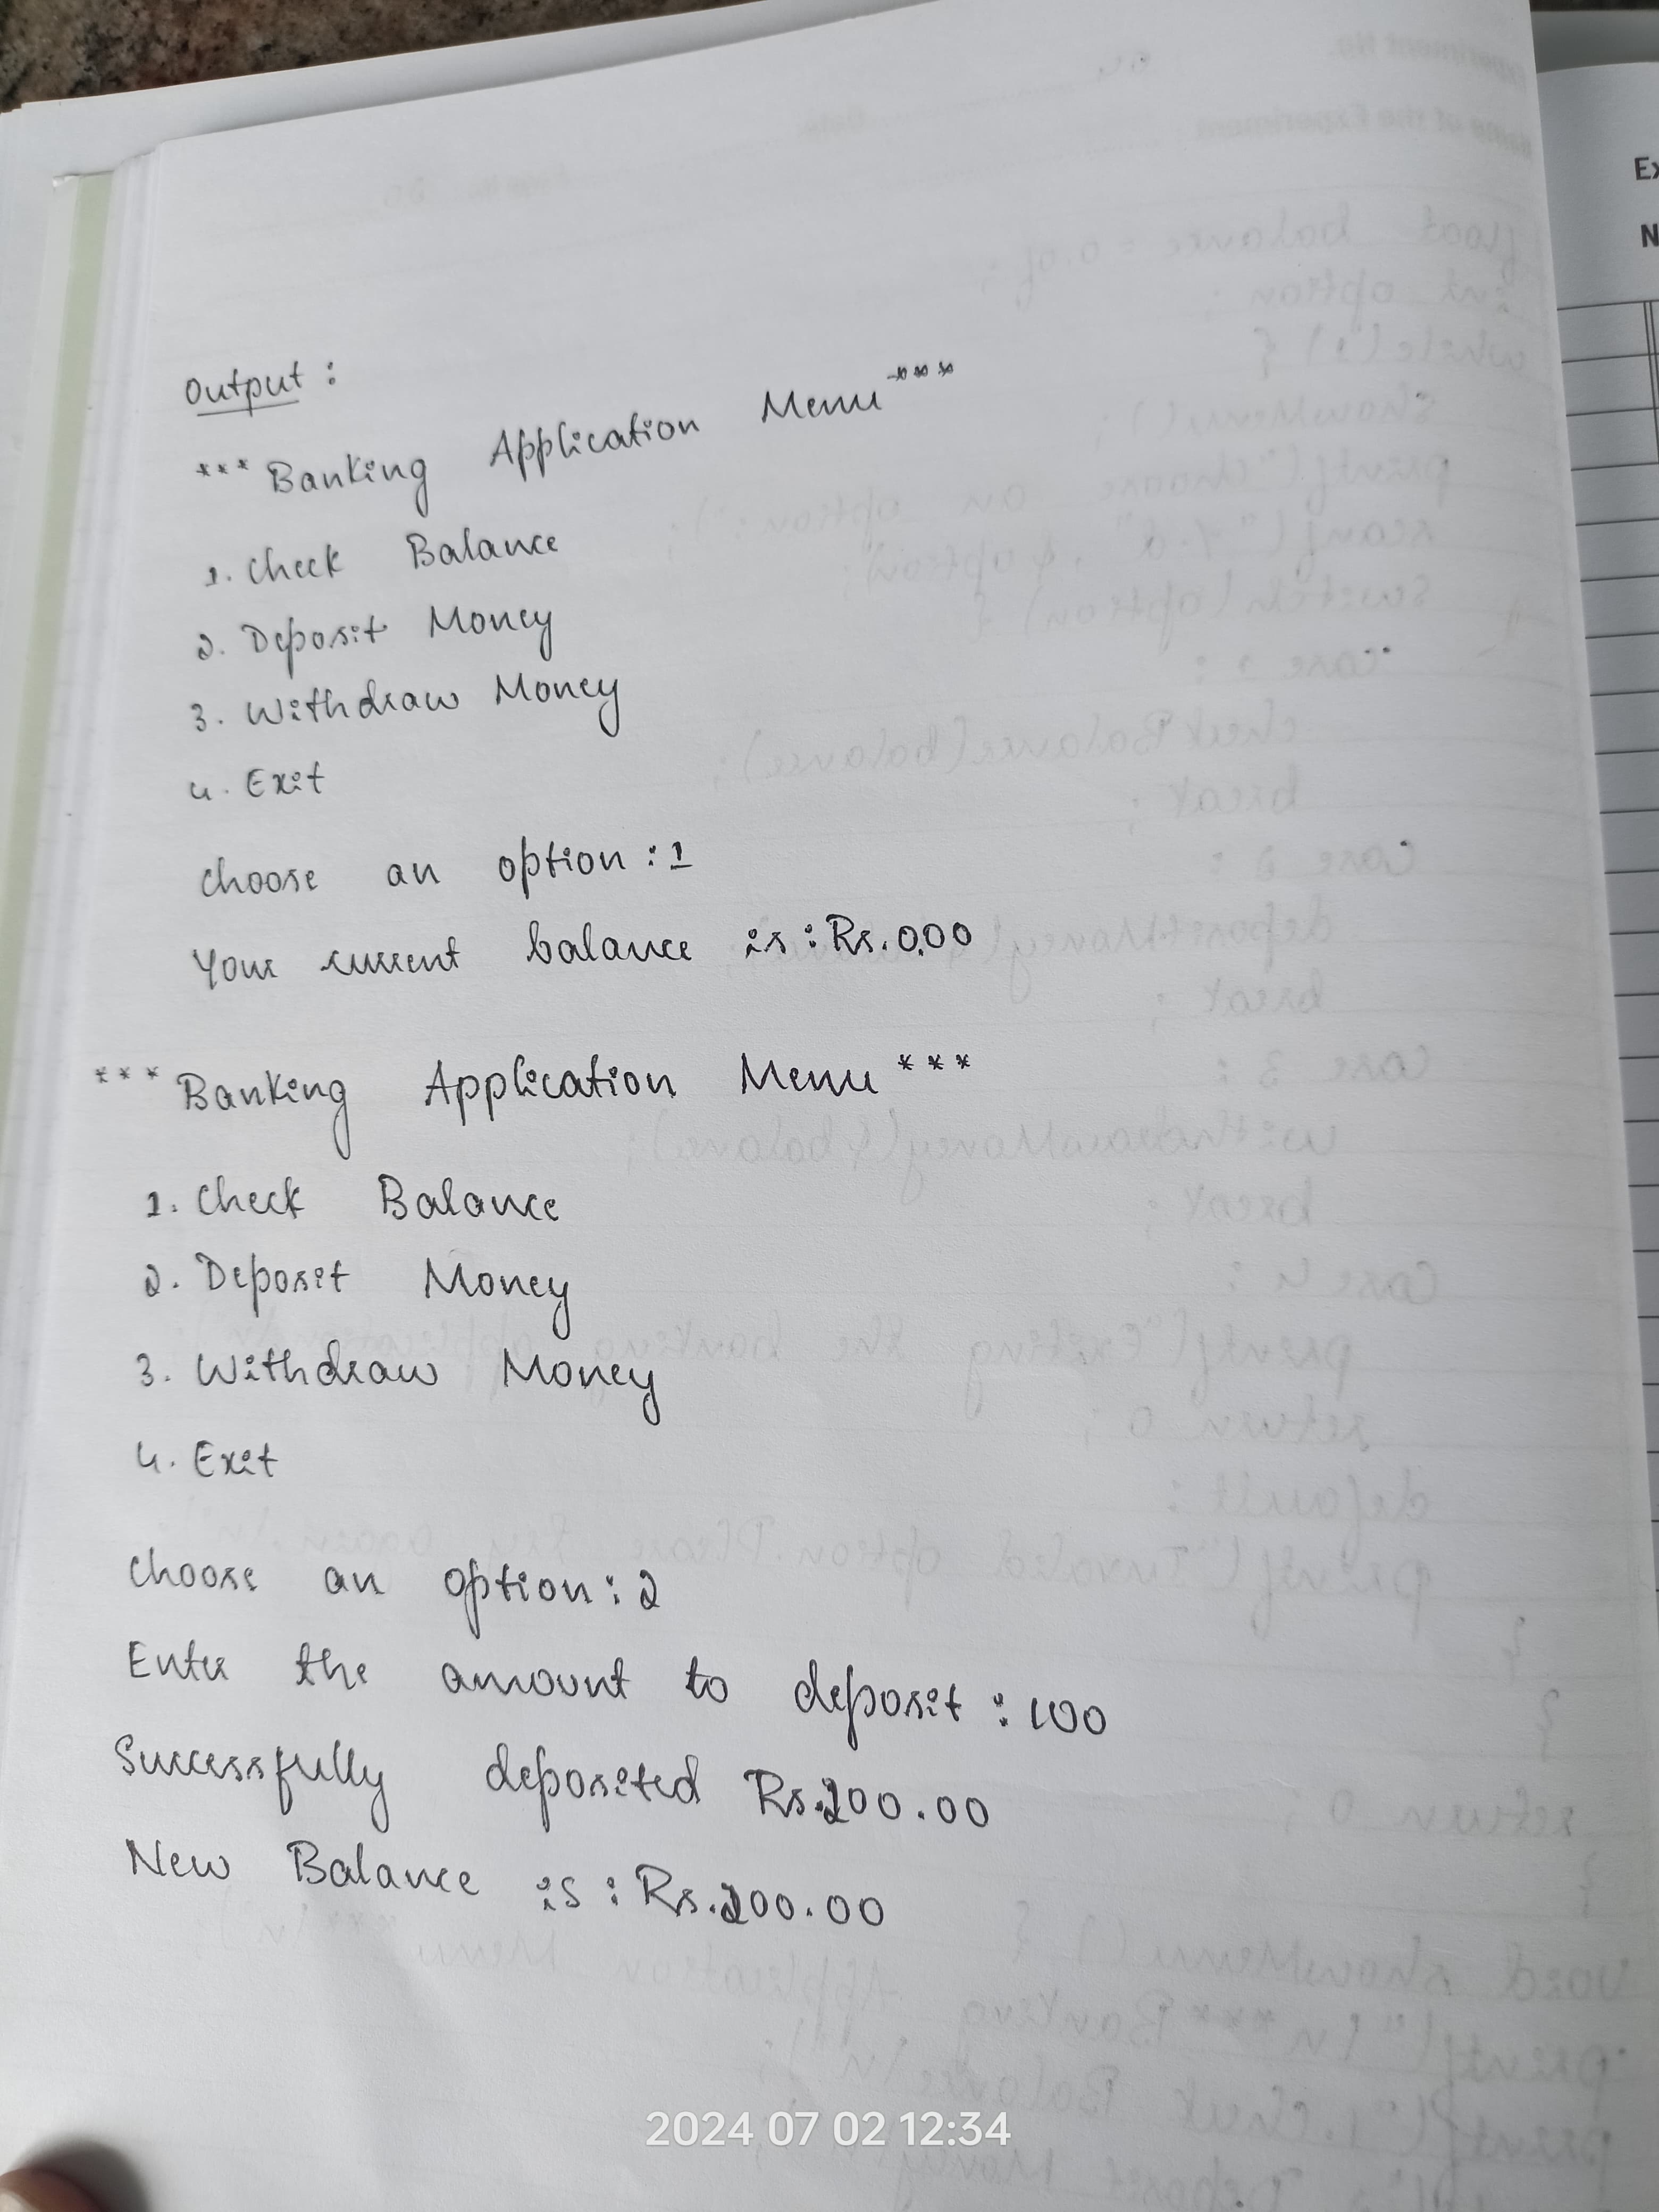 Output :
*** Banking Application Menu ***
1. Check Balance
2. Deposit Money
3. Withdraw Money
4. Exit
choose an option : 1
Your current balance is : Rs. 0.00
*** Banking Application Menu ***
1. Check Balance
2. Deposit Money
3. Withdraw Money
4. Exit
choose an option : 2
Enter the amount to deposit : 100
Successfully deposited Rs. 200.00
New Balance is : Rs. 200.00
2024 07 02 12:34